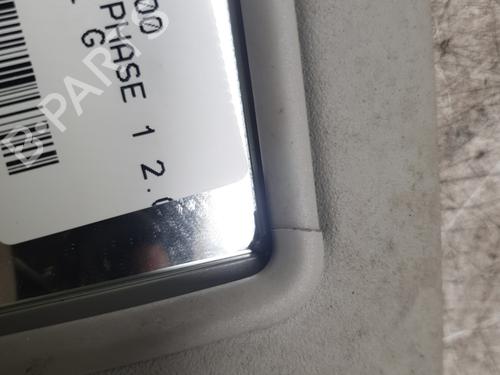 00
PHASE 1 2.
G
B-PARTS